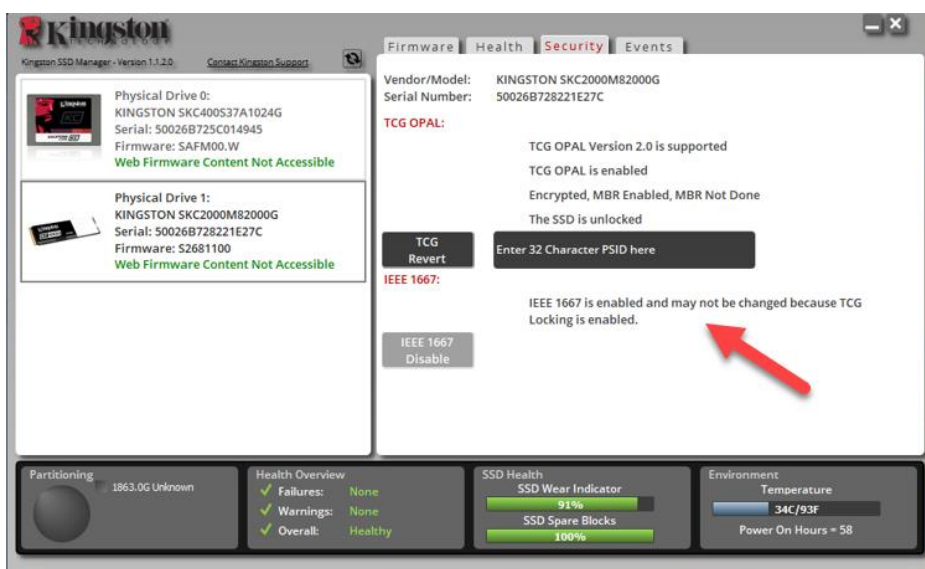 Kingston
TECHNOLOGY
Kingston SSD Manager - Version 1.1.2.0
Contact Kingston Support
Firmware
Health
Security
Events
Physical Drive 0:
KINGSTON SKC400S37A1024G
Serial: 50026B725C014945
Firmware: SAFM00.W
Web Firmware Content Not Accessible
Physical Drive 1:
KINGSTON SKC2000M82000G
Serial: 50026B728221E27C
Firmware: S2681100
Web Firmware Content Not Accessible
Vendor/Model: KINGSTON SKC2000M82000G
Serial Number: 50026B728221E27C
TCG OPAL:
TCG OPAL Version 2.0 is supported
TCG OPAL is enabled
Encrypted, MBR Enabled, MBR Not Done
The SSD is unlocked
TCG
Revert
Enter 32 Character PSID here
IEEE 1667:
IEEE 1667 is enabled and may not be changed because TCG
Locking is enabled.
IEEE 1667
Disable
Partitioning
1863.0G Unknown
Health Overview
Failures: None
Warnings: None
Overall: Healthy
SSD Health
SSD Wear Indicator
91%
SSD Spare Blocks
100%
Environment
Temperature
34C/93F
Power On Hours = 58